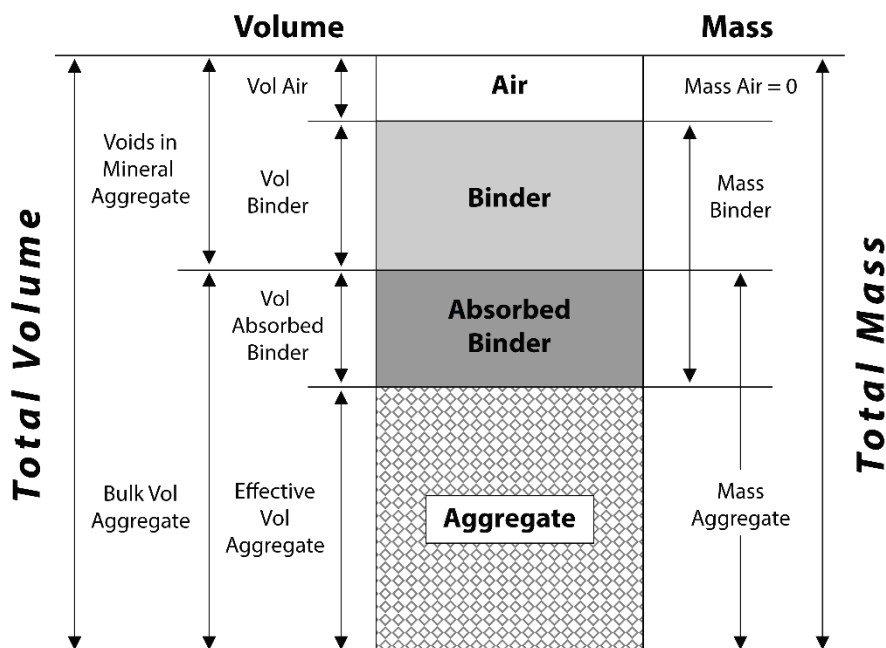 Volume
Mass
Total Volume
Voids in
Mineral
Aggregate
Vol Air
Air
Mass Air = 0
Vol
Binder
Binder
Mass
Binder
Vol
Absorbed
Binder
Absorbed
Binder
Bulk Vol
Aggregate
Effective
Vol
Aggregate
Aggregate
Mass
Aggregate
Total Mass